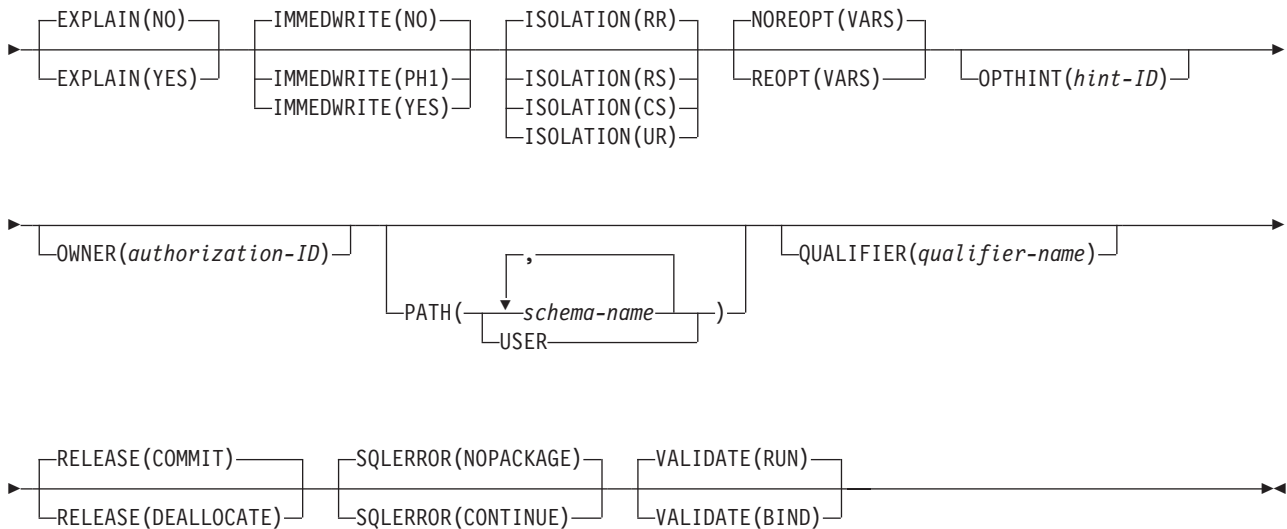 EXPLAIN(NO) IMMEDWRITE(NO) ISOLATION(RR) NOREOPT(VARS)
EXPLAIN(YES) IMMEDWRITE(PH1) ISOLATION(RS) REOPT(VARS) OPTHINT(hint-ID)
IMMEDWRITE(YES) ISOLATION(CS)
ISOLATION(UR)
OWNER(authorization-ID) QUALIFIER(qualifier-name)
,
PATH( schema-name )
USER
RELEASE(COMMIT) SQLERROR(NOPACKAGE) VALIDATE(RUN)
RELEASE(DEALLOCATE) SQLERROR(CONTINUE) VALIDATE(BIND)